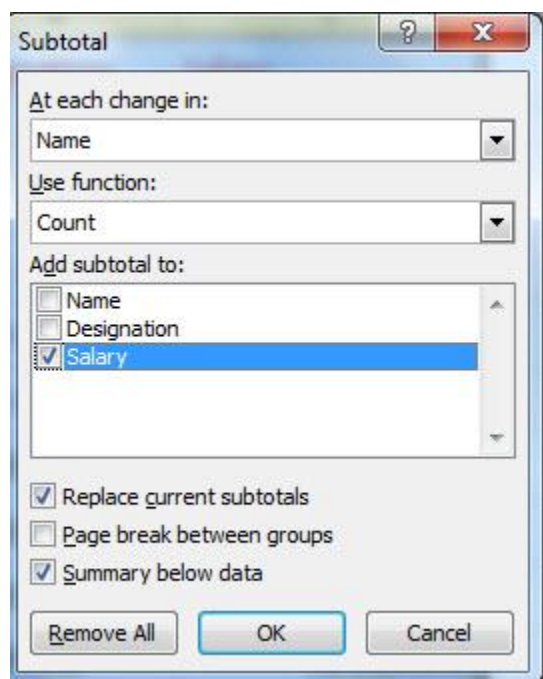 Subtotal
?
At each change in:
Name
Use function:
Count
Add subtotal to:
Name
Designation
Salary
Replace current subtotals
Page break between groups
Summary below data
Remove All OK Cancel